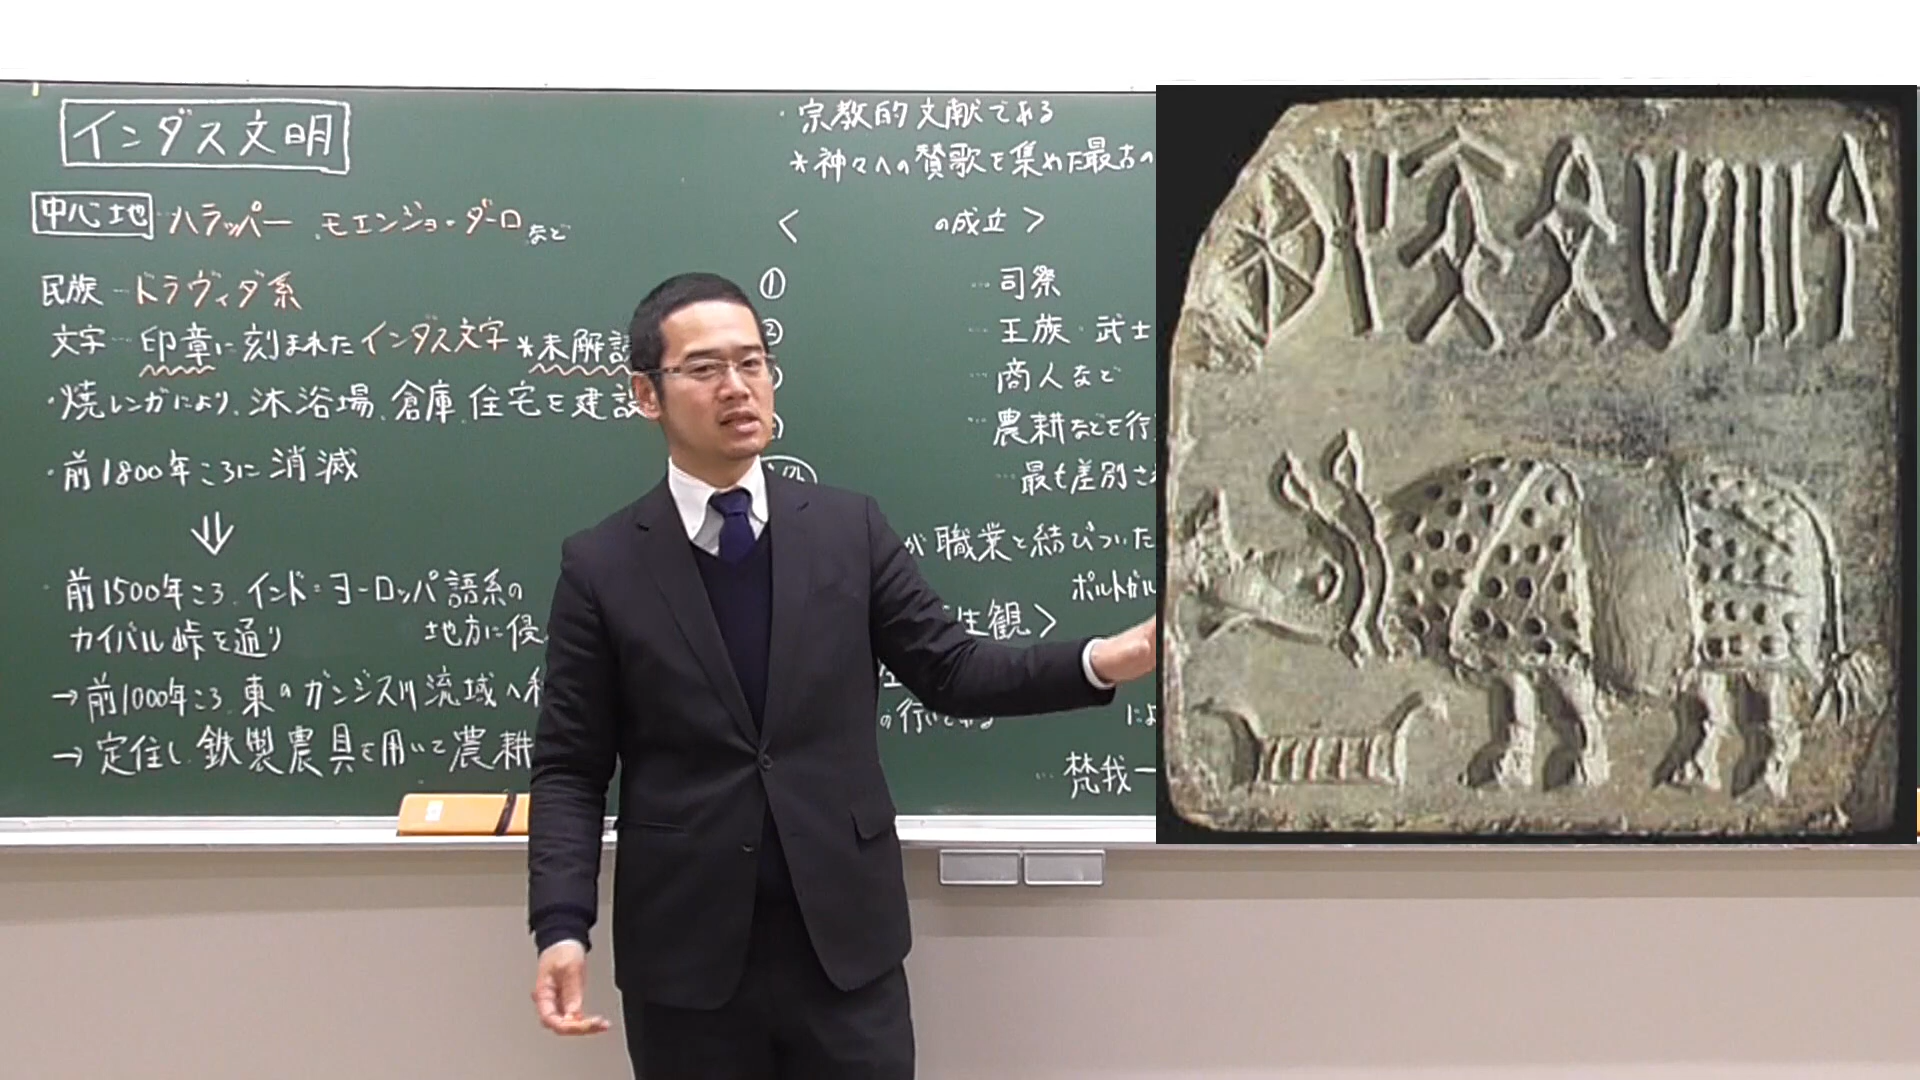 インダス文明
中心地 ハラッパー モエンジョ・ダーロなど
民族…ドラヴィダ系
文字…印章に刻まれたインダス文字 *未解読
・焼レンガにより、沐浴場、倉庫、住宅を建設
・前1800年ころに消滅
⇓
前1500年ころ、インド=ヨーロッパ語系の
カイバル峠を通り 地方に侵
→前1000年ころ、東のガンジス川流域へ
→定住し、鉄製農具を用いて農耕
・宗教的文献である
*神々への賛歌を集めた最古の
< の成立>
① …司祭
② …王族・武士
…商人など
…農耕などを行
最も差別さ
が職業と結びついた
ポルトガル
生観>
の行いである によ
…梵我一